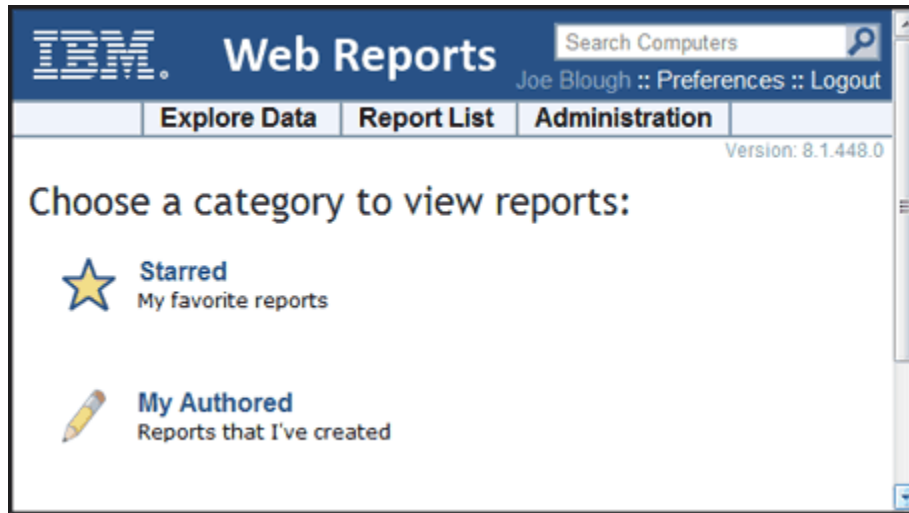 IBM. Web Reports
Search Computers
Joe Blough :: Preferences :: Logout
Explore Data Report List Administration
Version: 8.1.448.0
Choose a category to view reports:
Starred
My favorite reports
My Authored
Reports that I've created